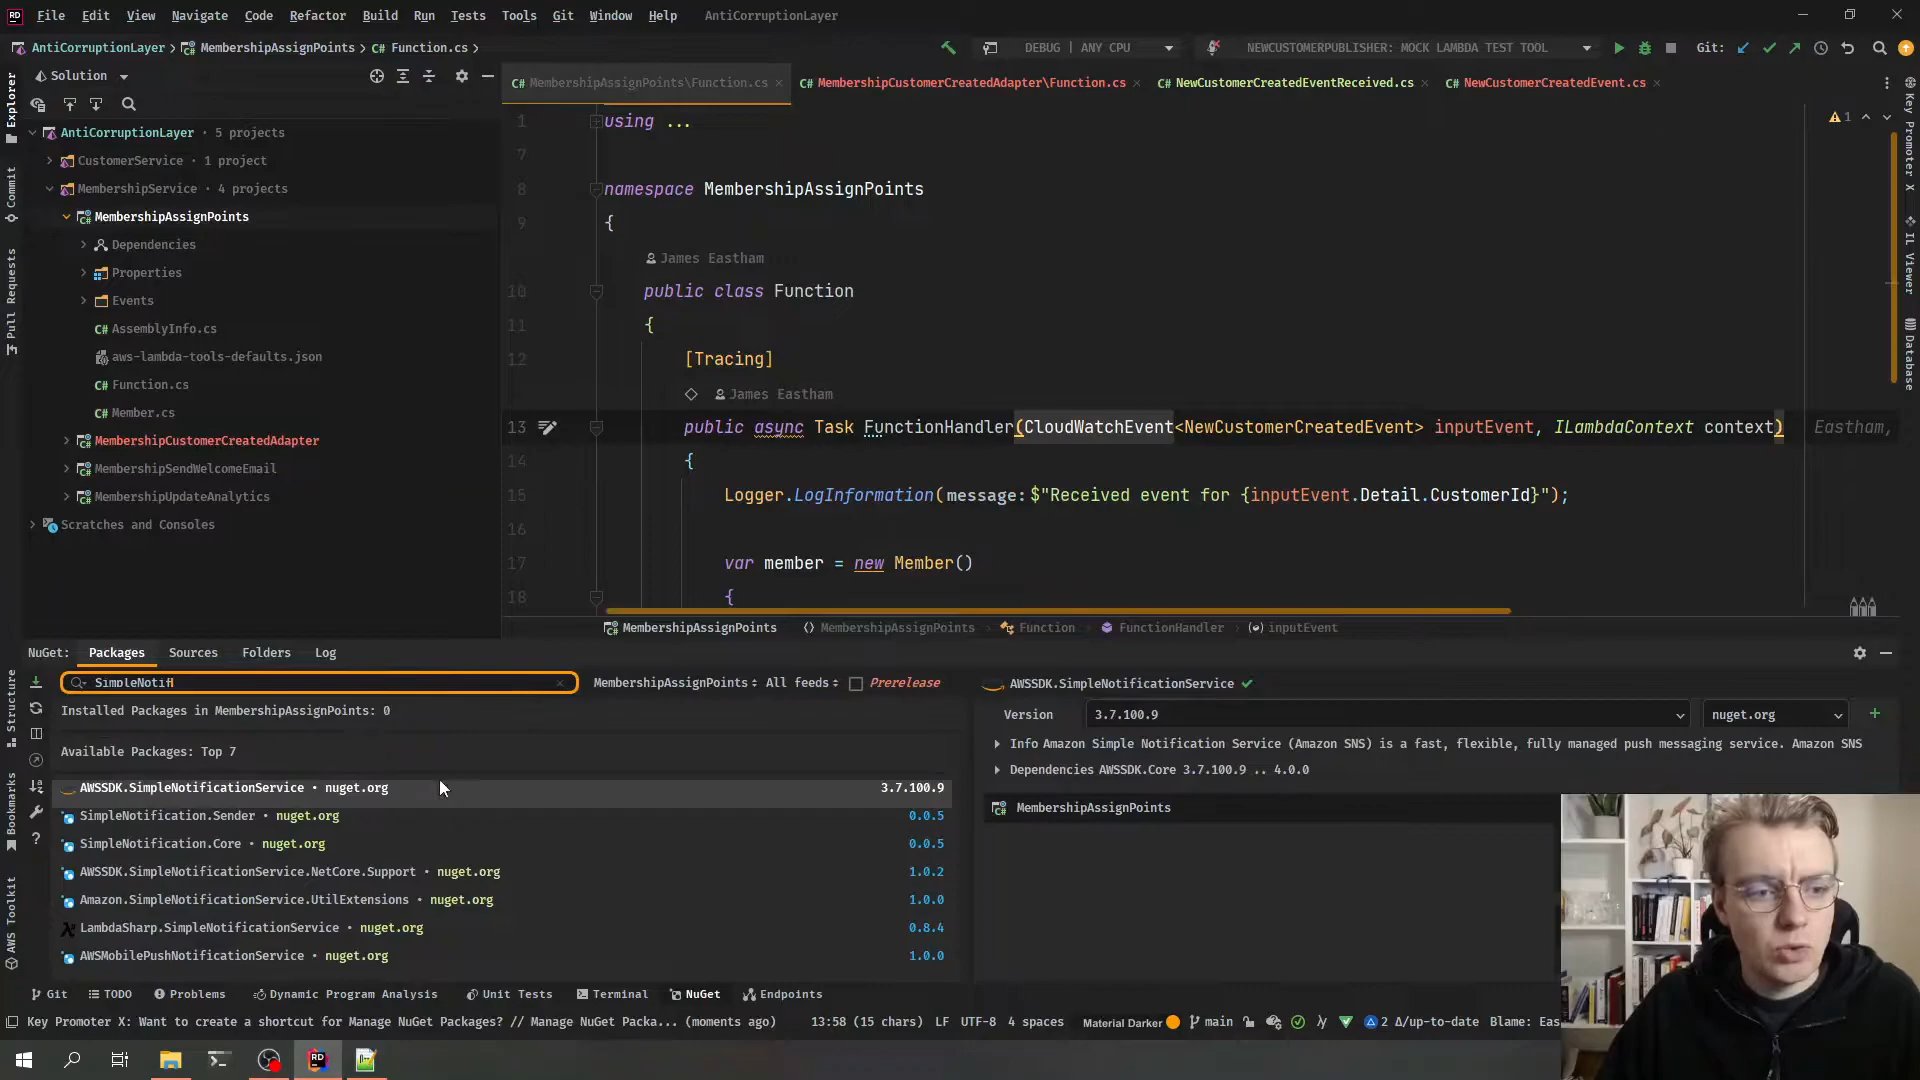 File Edit View Navigate Code Refactor Build Run Tests Tools Git Window Help AntiCorruptionLayer
AntiCorruptionLayer MembershipAssignPoints C# Function.cs DEBUG | ANY CPU NEWCUSTOMERPUBLISHER: MOCK LAMBDA TEST TOOL Git:
Solution
C# MembershipAssignPoints\Function.cs C# MembershipCustomerCreatedAdapter\Function.cs C# NewCustomerCreatedEventReceived.cs C# NewCustomerCreatedEvent.cs
Explorer
Commit
Pull Requests
Structure
Bookmarks
AWS Toolkit
AntiCorruptionLayer · 5 projects
CustomerService · 1 project
MembershipService · 4 projects
MembershipAssignPoints
Dependencies
Properties
Events
C# AssemblyInfo.cs
aws-lambda-tools-defaults.json
C# Function.cs
C# Member.cs
MembershipCustomerCreatedAdapter
MembershipSendWelcomeEmail
MembershipUpdateAnalytics
Scratches and Consoles
1 using ...
7
8 namespace MembershipAssignPoints
9 {
James Eastham
10 public class Function
11 {
12 [Tracing]
James Eastham
13 public async Task FunctionHandler(CloudWatchEvent<NewCustomerCreatedEvent> inputEvent, ILambdaContext context) Eastham,
14 {
15 Logger.LogInformation(message: $"Received event for {inputEvent.Detail.CustomerId}");
16
17 var member = new Member()
18 {
1
Key Promoter X
IL Viewer
Database
MembershipAssignPoints MembershipAssignPoints Function FunctionHandler inputEvent
NuGet: Packages Sources Folders Log
SimpleNotifi MembershipAssignPoints All feeds Prerelease
Installed Packages in MembershipAssignPoints: 0
Available Packages: Top 7
AWSSDK.SimpleNotificationService • nuget.org 3.7.100.9
SimpleNotification.Sender • nuget.org 0.0.5
SimpleNotification.Core • nuget.org 0.0.5
AWSSDK.SimpleNotificationService.NetCore.Support • nuget.org 1.0.2
Amazon.SimpleNotificationService.UtilExtensions • nuget.org 1.0.0
LambdaSharp.SimpleNotificationService • nuget.org 0.8.4
AWSMobilePushNotificationService • nuget.org 1.0.0
AWSSDK.SimpleNotificationService
Version 3.7.100.9 nuget.org
Info Amazon Simple Notification Service (Amazon SNS) is a fast, flexible, fully managed push messaging service. Amazon SNS
Dependencies AWSSDK.Core 3.7.100.9 .. 4.0.0
MembershipAssignPoints
Git TODO Problems Dynamic Program Analysis Unit Tests Terminal NuGet Endpoints
Key Promoter X: Want to create a shortcut for Manage NuGet Packages? // Manage NuGet Packa... (moments ago) 13:58 (15 chars) LF UTF-8 4 spaces Material Darker main 2 Δ/up-to-date Blame: Eas